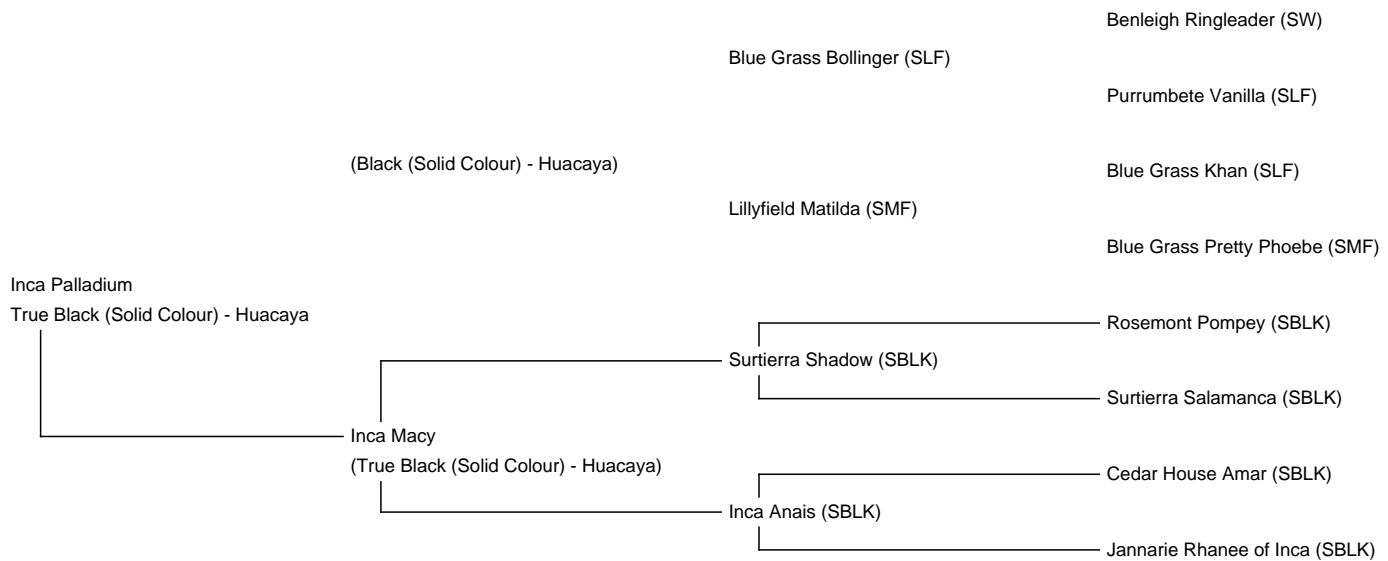 Benleigh Ringleader (SW)
Blue Grass Bollinger (SLF)
Purrumbete Vanilla (SLF)
(Black (Solid Colour) - Huacaya)
Blue Grass Khan (SLF)
Lillyfield Matilda (SMF)
Blue Grass Pretty Phoebe (SMF)
Inca Palladium
True Black (Solid Colour) - Huacaya
Rosemont Pompey (SBLK)
Surtierra Shadow (SBLK)
Surtierra Salamanca (SBLK)
Inca Macy
(True Black (Solid Colour) - Huacaya)
Cedar House Amar (SBLK)
Inca Anais (SBLK)
Jannarie Rhanee of Inca (SBLK)